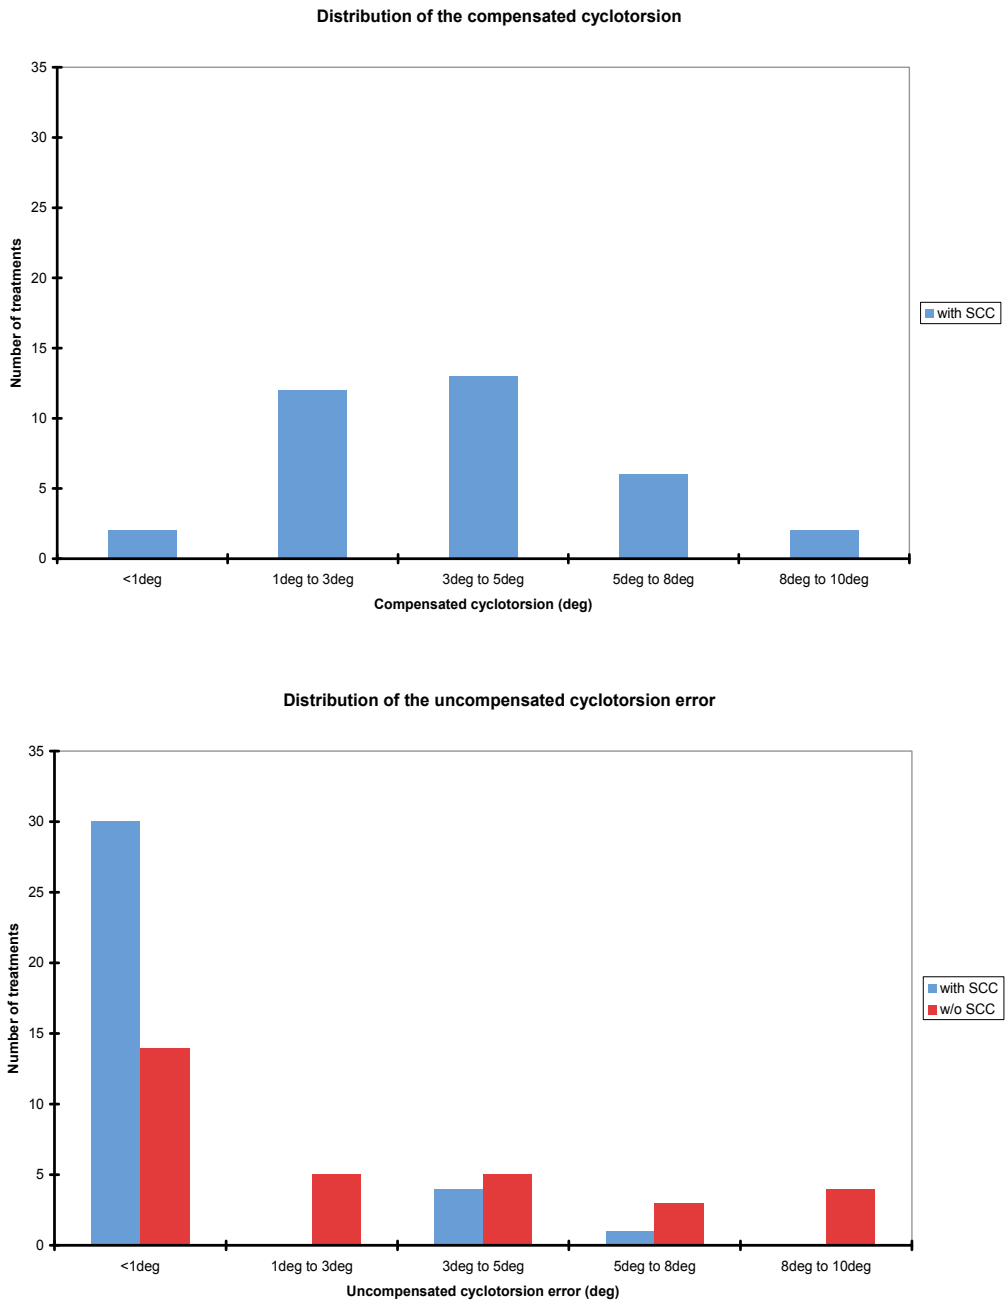 Distribution of the compensated cyclotorsion
35
30
25
20
15
10
5
0
Number of treatments
<1deg 1deg to 3deg 3deg to 5deg 5deg to 8deg 8deg to 10deg
Compensated cyclotorsion (deg)
with SCC
Distribution of the uncompensated cyclotorsion error
35
30
25
20
15
10
5
0
Number of treatments
<1deg 1deg to 3deg 3deg to 5deg 5deg to 8deg 8deg to 10deg
Uncompensated cyclotorsion error (deg)
with SCC
w/o SCC